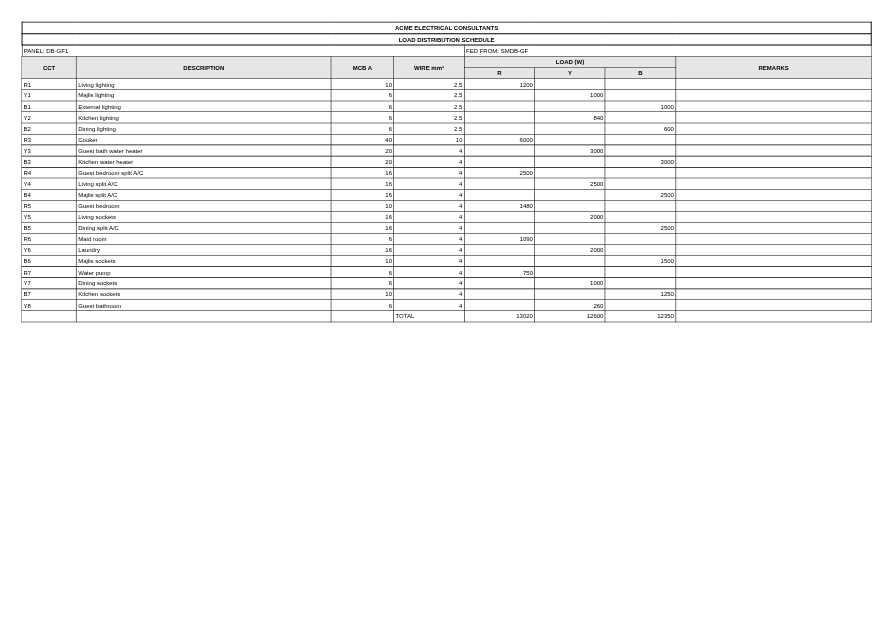 ACME ELECTRICAL CONSULTANTS
LOAD DISTRIBUTION SCHEDULE
PANEL: DB-GF1 FED FROM: SMDB-GF
CCT DESCRIPTION MCB A WIRE mm² LOAD (W) REMARKS
R Y B
R1 Living lighting 10 2.5 1200
Y1 Majlis lighting 6 2.5 1000
B1 External lighting 6 2.5 1000
Y2 Kitchen lighting 6 2.5 840
B2 Dining lighting 6 2.5 600
R3 Cooker 40 10 6000
Y3 Guest bath water heater 20 4 3000
B3 Kitchen water heater 20 4 3000
R4 Guest bedroom split A/C 16 4 2500
Y4 Living split A/C 16 4 2500
B4 Majlis split A/C 16 4 2500
R5 Guest bedroom 10 4 1480
Y5 Living sockets 16 4 2000
B5 Dining split A/C 16 4 2500
R6 Maid room 6 4 1090
Y6 Laundry 16 4 2000
B6 Majlis sockets 10 4 1500
R7 Water pump 6 4 750
Y7 Dining sockets 6 4 1000
B7 Kitchen sockets 10 4 1250
Y8 Guest bathroom 6 4 260
TOTAL 13020 12600 12350